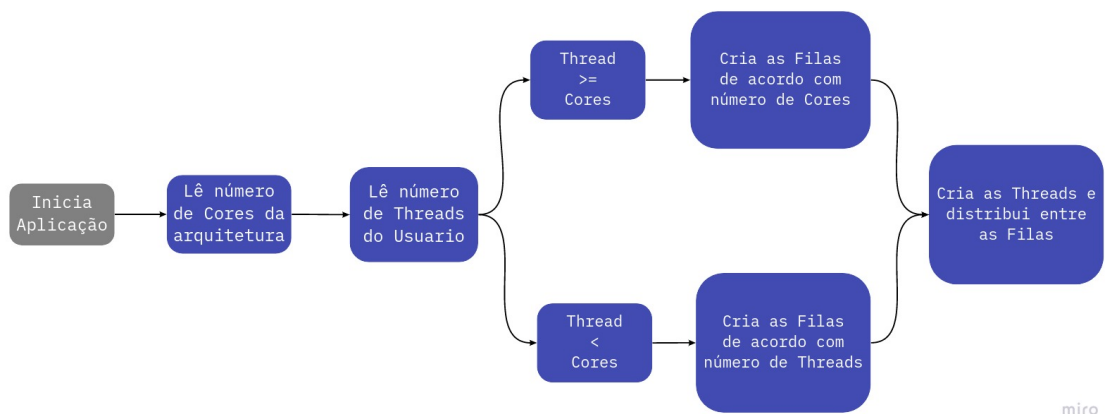 Inicia
Aplicação
Lê número
de Cores da
arquitetura
Lê número
de Threads
do Usuario
Thread
>=
Cores
Cria as Filas
de acordo com
número de Cores
Thread
<
Cores
Cria as Filas
de acordo com
número de Threads
Cria as Threads e
distribui entre
as Filas
miro